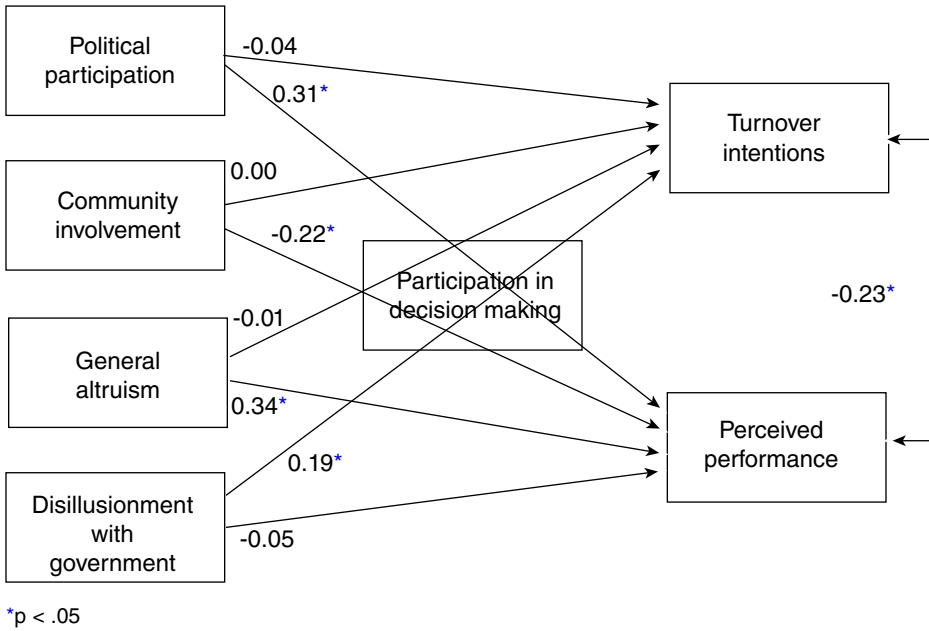 Political
participation
-0.04
0.31*
Turnover
intentions
Community
involvement
0.00
-0.22*
Participation in
decision making
-0.23*
General
altruism
-0.01
0.34*
Perceived
performance
Disillusionment
with
government
0.19*
-0.05
*p < .05